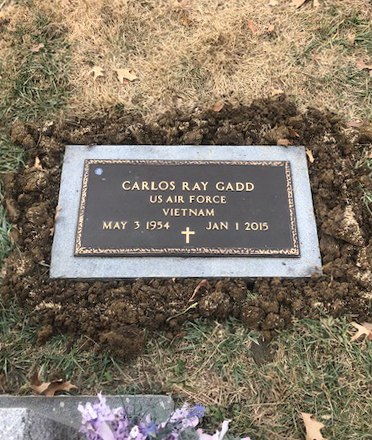 CARLOS RAY GADD
US AIR FORCE
VIETNAM
MAY 3 1954 JAN 1 2015